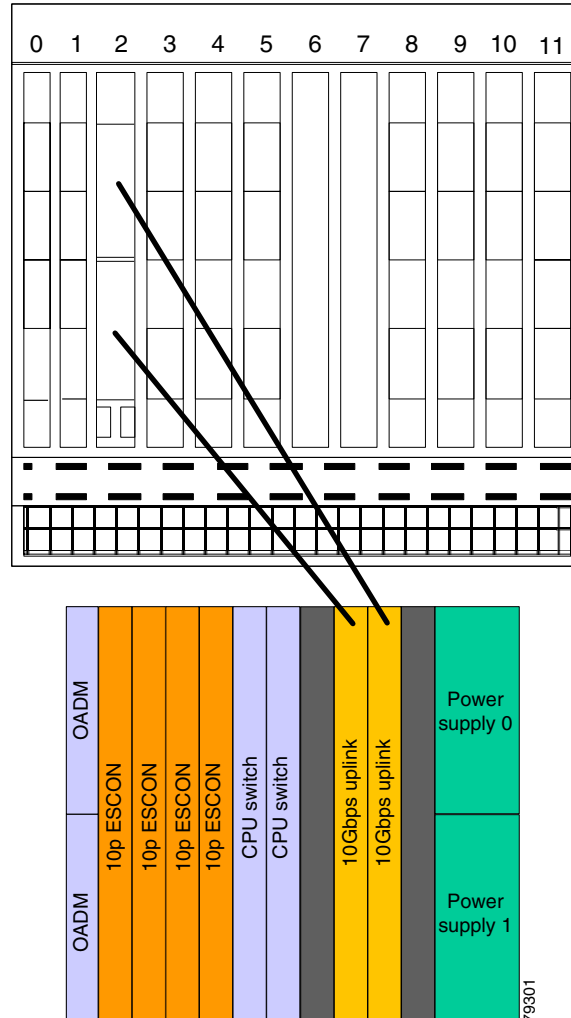 0 1 2 3 4 5 6 7 8 9 10 11
OADM
OADM
10p ESCON
10p ESCON
10p ESCON
10p ESCON
CPU switch
CPU switch
10Gbps uplink
10Gbps uplink
Power
supply 0
Power
supply 1
79301